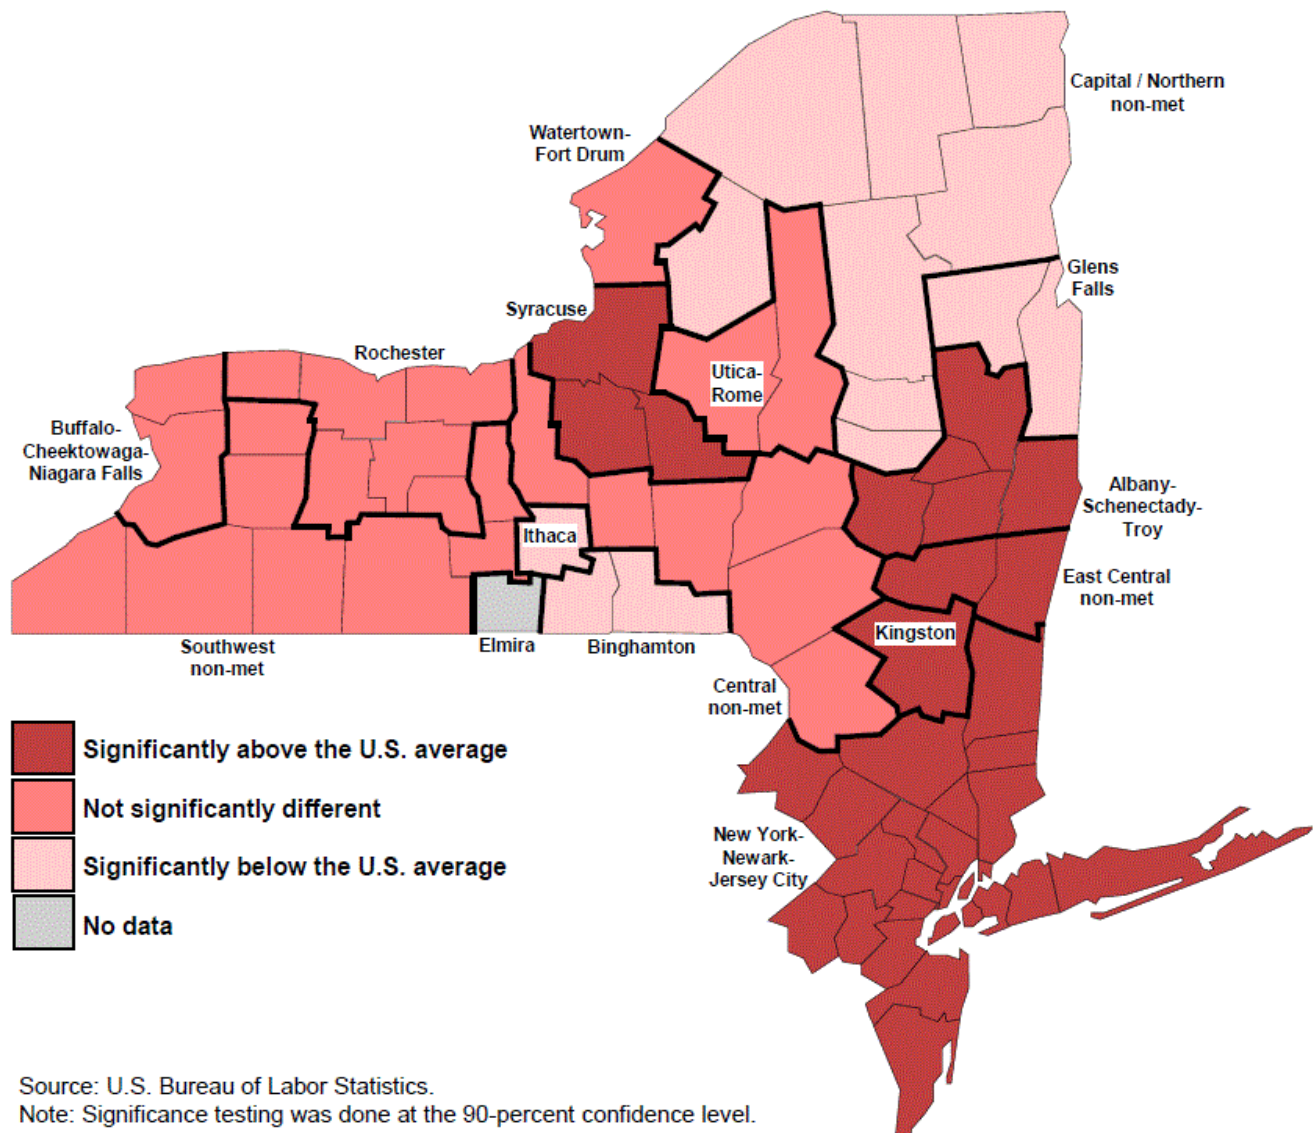 Capital / Northern
non-met
Watertown-
Fort Drum
Glens
Falls
Syracuse
Rochester
Utica-
Rome
Buffalo-
Cheektowaga-
Niagara Falls
Albany-
Schenectady-
Troy
Ithaca
East Central
non-met
Kingston
Southwest
non-met
Elmira
Binghamton
Central
non-met
Significantly above the U.S. average
Not significantly different
Significantly below the U.S. average
No data
New York-
Newark-
Jersey City
Source: U.S. Bureau of Labor Statistics.
Note: Significance testing was done at the 90-percent confidence level.